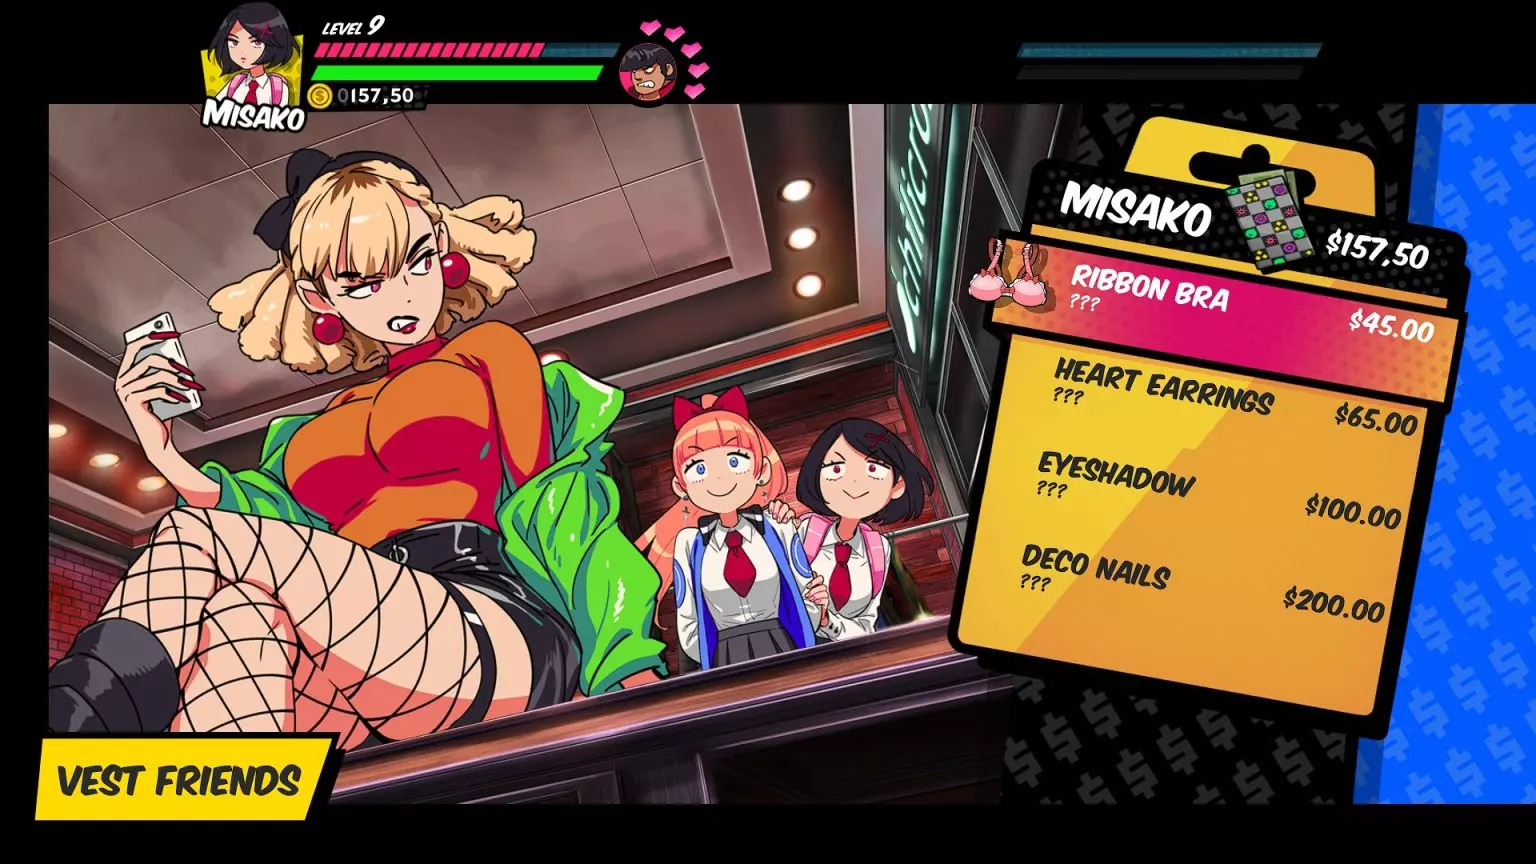 LEVEL 9
0157,50
MISAKO
MISAKO
$157,50
RIBBON BRA
???
$45.00
HEART EARRINGS
???
$65.00
EYESHADOW
???
$100.00
DECO NAILS
???
$200.00
VEST FRIENDS